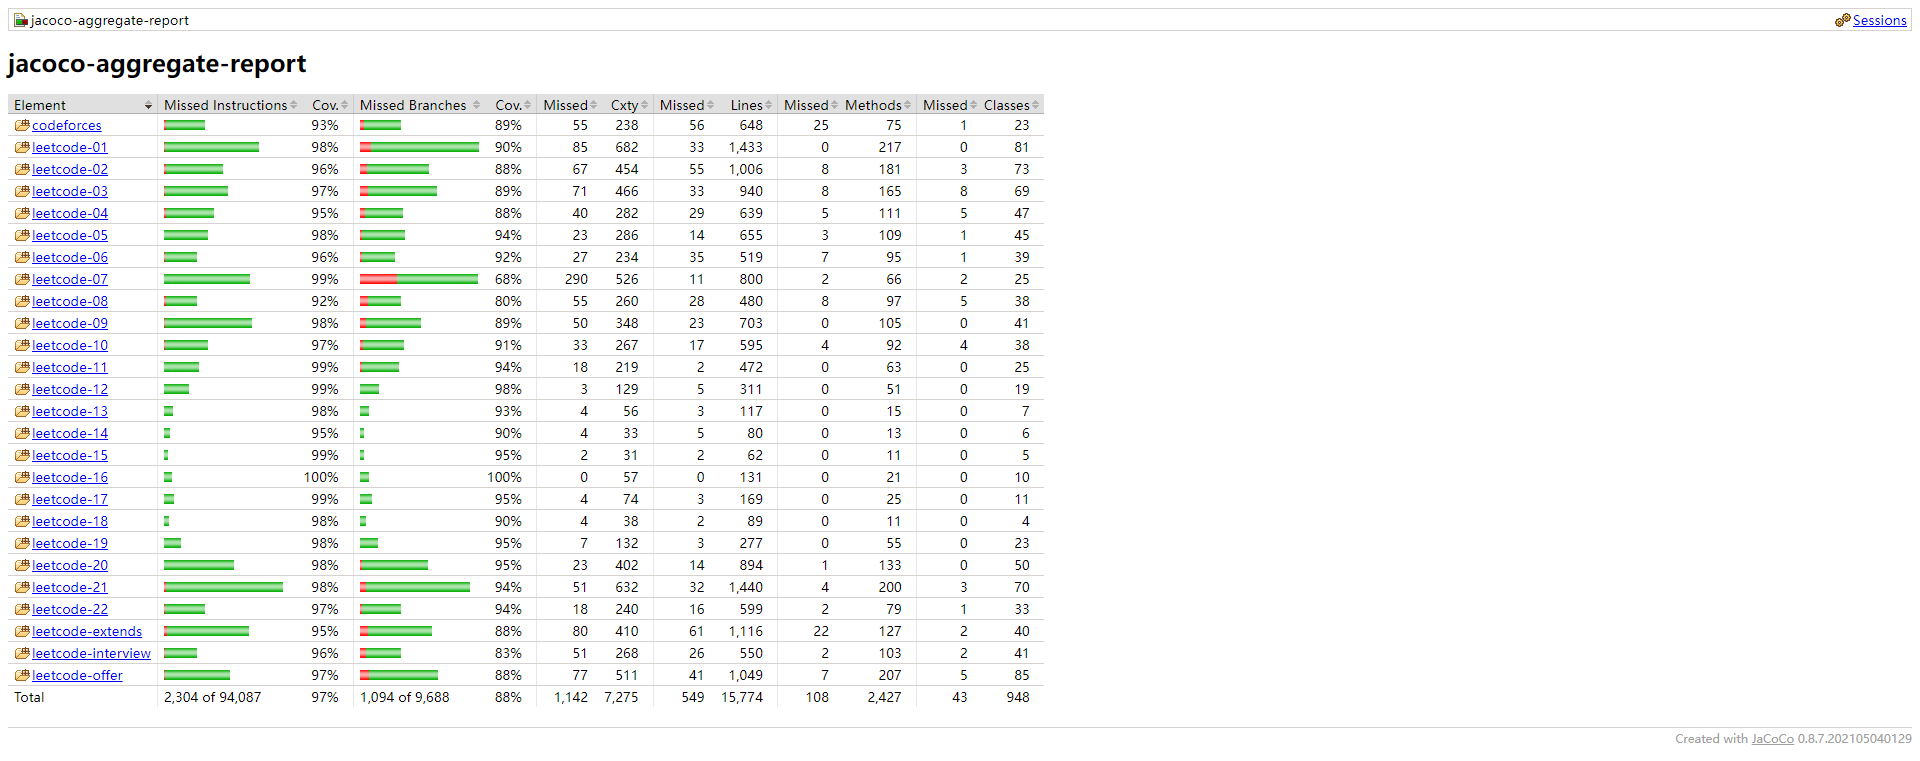 jacoco-aggregate-report Sessions
jacoco-aggregate-report
Element Missed Instructions Cov. Missed Branches Cov. Missed Cxty Missed Lines Missed Methods Missed Classes
codeforces 93% 89% 55 238 56 648 25 75 1 23
leetcode-01 98% 90% 85 682 33 1,433 0 217 0 81
leetcode-02 96% 88% 67 454 55 1,006 8 181 3 73
leetcode-03 97% 89% 71 466 33 940 8 165 8 69
leetcode-04 95% 88% 40 282 29 639 5 111 5 47
leetcode-05 98% 94% 23 286 14 655 3 109 1 45
leetcode-06 96% 92% 27 234 35 519 7 95 1 39
leetcode-07 99% 68% 290 526 11 800 2 66 2 25
leetcode-08 92% 80% 55 260 28 480 8 97 5 38
leetcode-09 98% 89% 50 348 23 703 0 105 0 41
leetcode-10 97% 91% 33 267 17 595 4 92 4 38
leetcode-11 99% 94% 18 219 2 472 0 63 0 25
leetcode-12 99% 98% 3 129 5 311 0 51 0 19
leetcode-13 98% 93% 4 56 3 117 0 15 0 7
leetcode-14 95% 90% 4 33 5 80 0 13 0 6
leetcode-15 99% 95% 2 31 2 62 0 11 0 5
leetcode-16 100% 100% 0 57 0 131 0 21 0 10
leetcode-17 99% 95% 4 74 3 169 0 25 0 11
leetcode-18 98% 90% 4 38 2 89 0 11 0 4
leetcode-19 98% 95% 7 132 3 277 0 55 0 23
leetcode-20 98% 95% 23 402 14 894 1 133 0 50
leetcode-21 98% 94% 51 632 32 1,440 4 200 3 70
leetcode-22 97% 94% 18 240 16 599 2 79 1 33
leetcode-extends 95% 88% 80 410 61 1,116 22 127 2 40
leetcode-interview 96% 83% 51 268 26 550 2 103 2 41
leetcode-offer 97% 88% 77 511 41 1,049 7 207 5 85
Total 2,304 of 94,087 97% 1,094 of 9,688 88% 1,142 7,275 549 15,774 108 2,427 43 948
Created with JaCoCo 0.8.7.202105040129